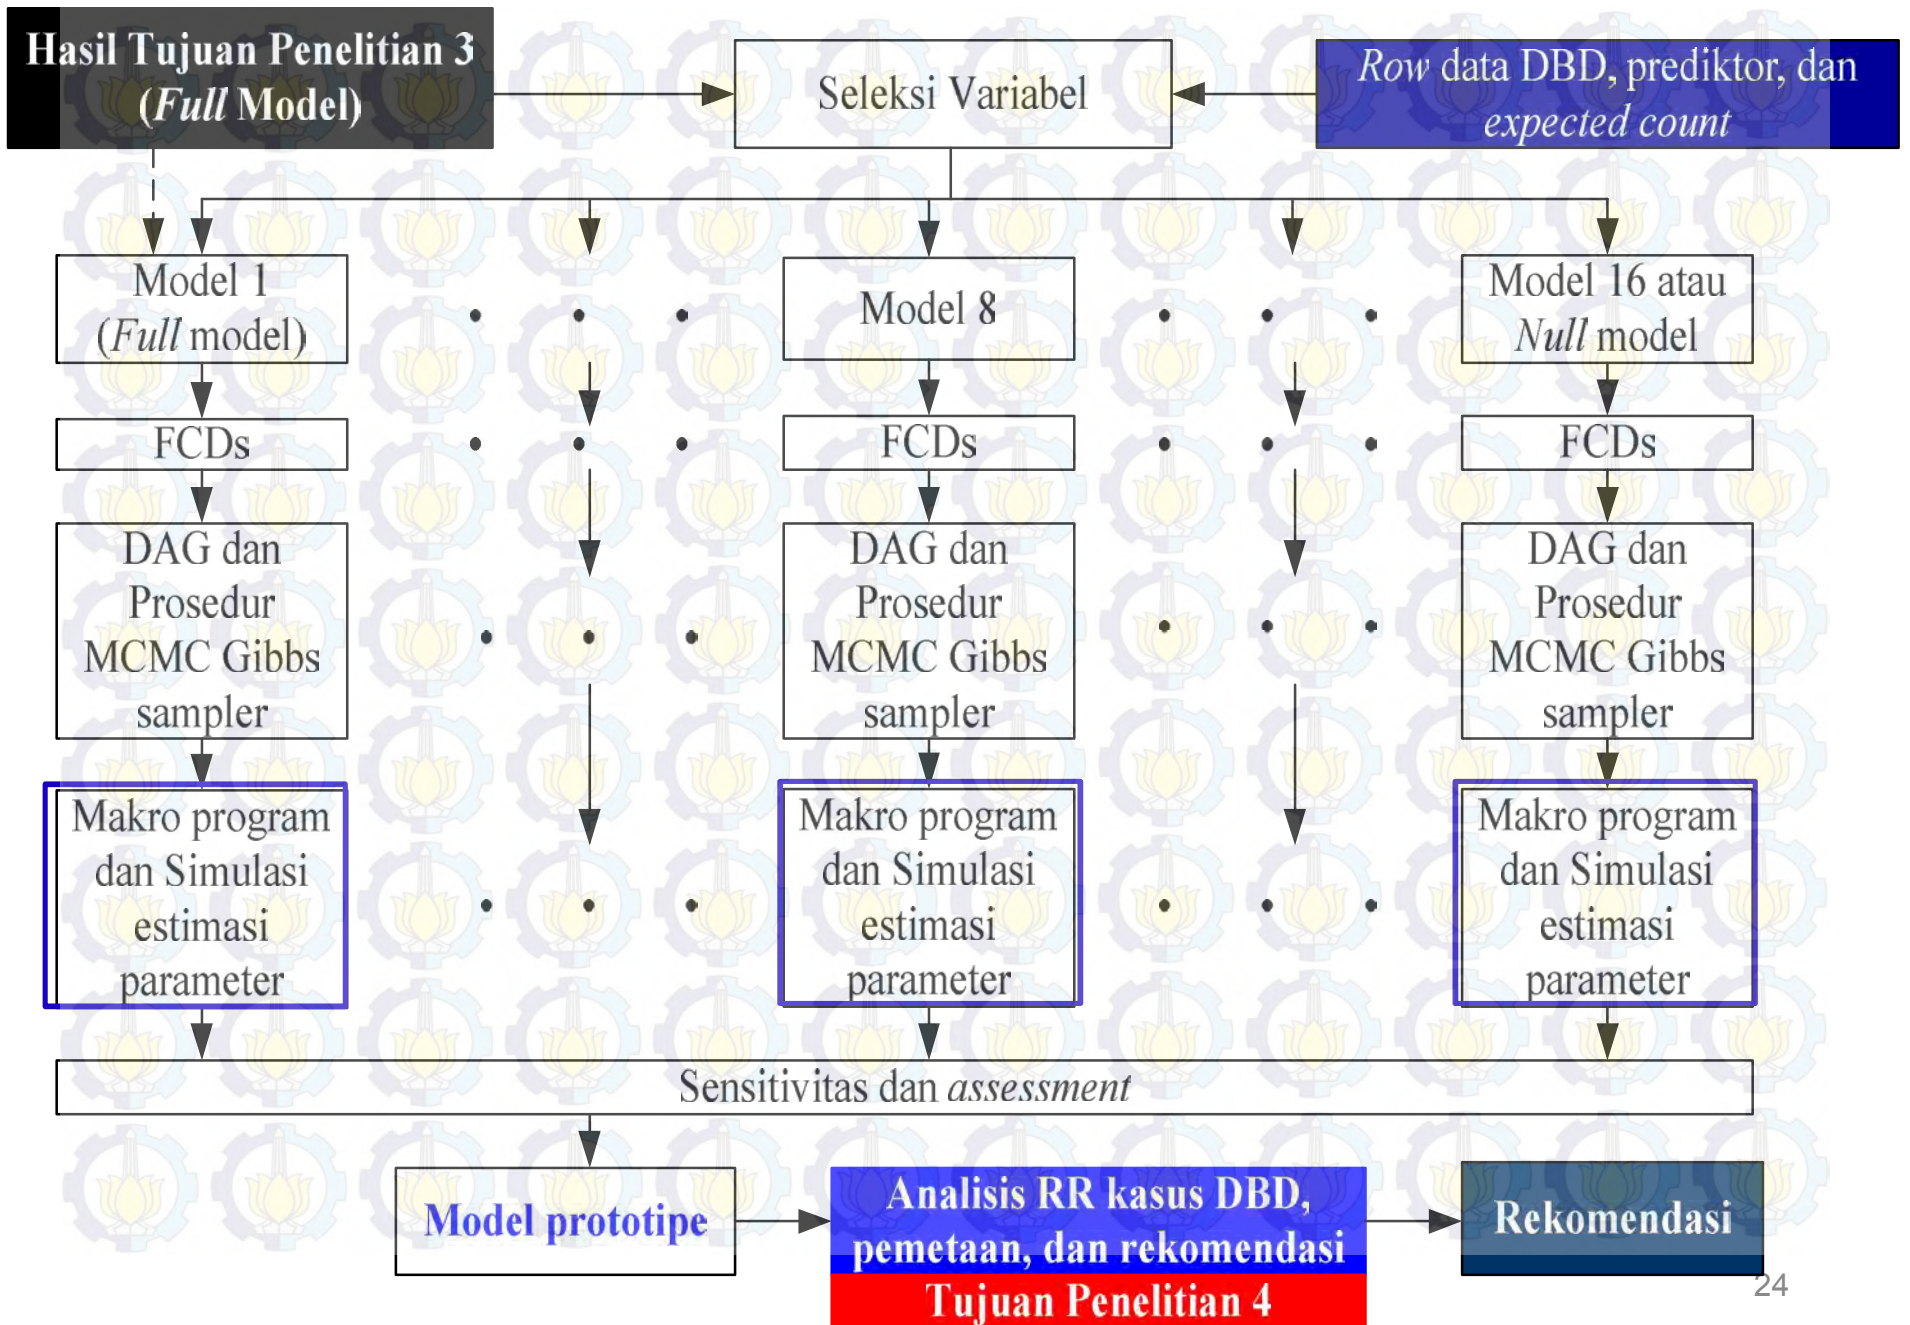 Hasil Tujuan Penelitian 3
(Full Model)
Seleksi Variabel
Row data DBD, prediktor, dan
expected count
Model 1
(Full model)
Model 8
Model 16 atau
Null model
FCDs
FCDs
FCDs
DAG dan
Prosedur
MCMC Gibbs
sampler
DAG dan
Prosedur
MCMC Gibbs
sampler
DAG dan
Prosedur
MCMC Gibbs
sampler
Makro program
dan Simulasi
estimasi
parameter
Makro program
dan Simulasi
estimasi
parameter
Makro program
dan Simulasi
estimasi
parameter
Sensitivitas dan assessment
Model prototipe
Analisis RR kasus DBD,
pemetaan, dan rekomendasi
Tujuan Penelitian 4
Rekomendasi
24